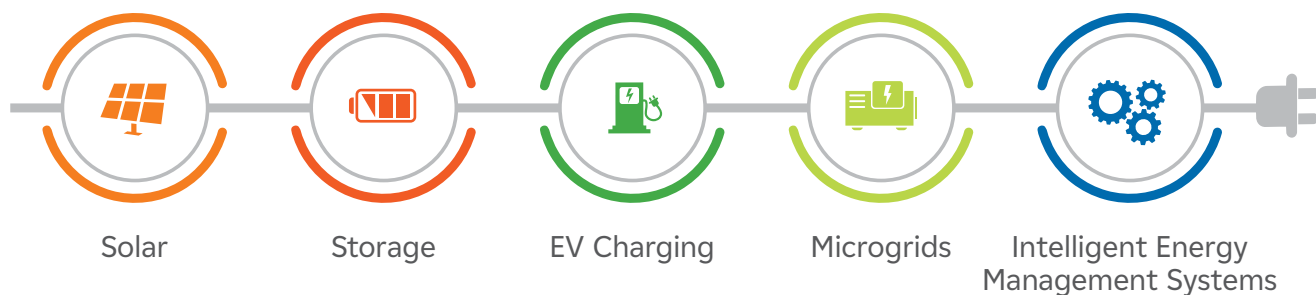 Solar
Storage
EV Charging
Microgrids
Intelligent Energy
Management Systems